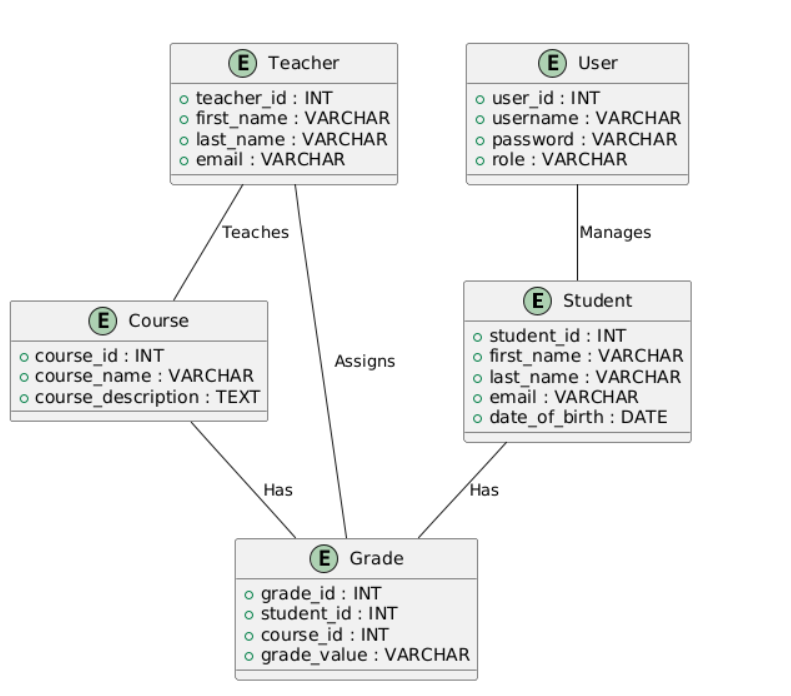 E Teacher
teacher_id : INT
first_name : VARCHAR
last_name : VARCHAR
email : VARCHAR
E User
user_id : INT
username : VARCHAR
password : VARCHAR
role : VARCHAR
Teaches
Manages
E Course
course_id : INT
course_name : VARCHAR
course_description : TEXT
Assigns
E Student
student_id : INT
first_name : VARCHAR
last_name : VARCHAR
email : VARCHAR
date_of_birth : DATE
Has
Has
E Grade
grade_id : INT
student_id : INT
course_id : INT
grade_value : VARCHAR